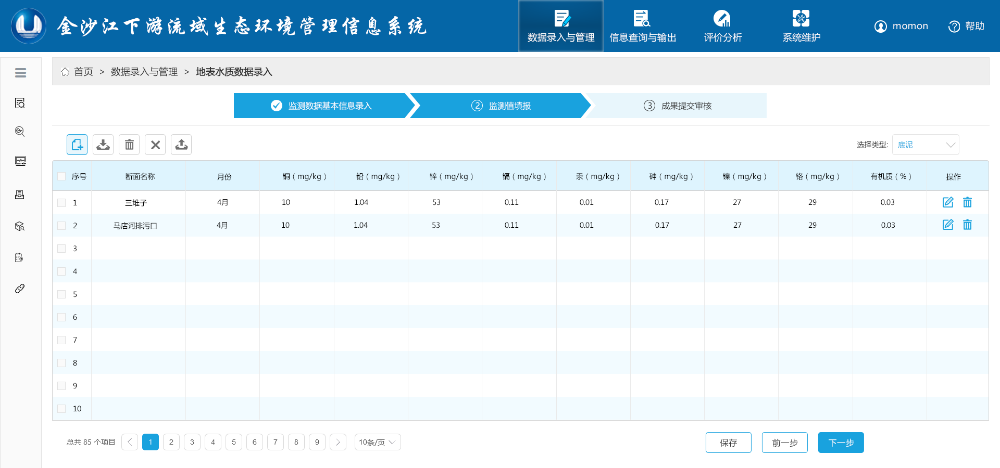 金沙江下游流域生态环境管理信息系统
数据录入与管理 信息查询与输出 评价分析 系统维护 momon 帮助
首页 > 数据录入与管理 > 地表水质数据录入
监测数据基本信息录入 2 监测值填报 3 成果提交审核
选择类型: 底泥
序号 断面名称 月份 铜（mg/kg） 铅（mg/kg） 锌（mg/kg） 镉（mg/kg） 汞（mg/kg） 砷（mg/kg） 镍（mg/kg） 铬（mg/kg） 有机质（%） 操作
1 三堆子 4月 10 1.04 53 0.11 0.01 0.17 27 29 0.03
2 马店河排污口 4月 10 1.04 53 0.11 0.01 0.17 27 29 0.03
3
4
5
6
7
8
9
10
总共 85 个项目 1 2 3 4 5 6 7 8 9 10条/页 保存 前一步 下一步